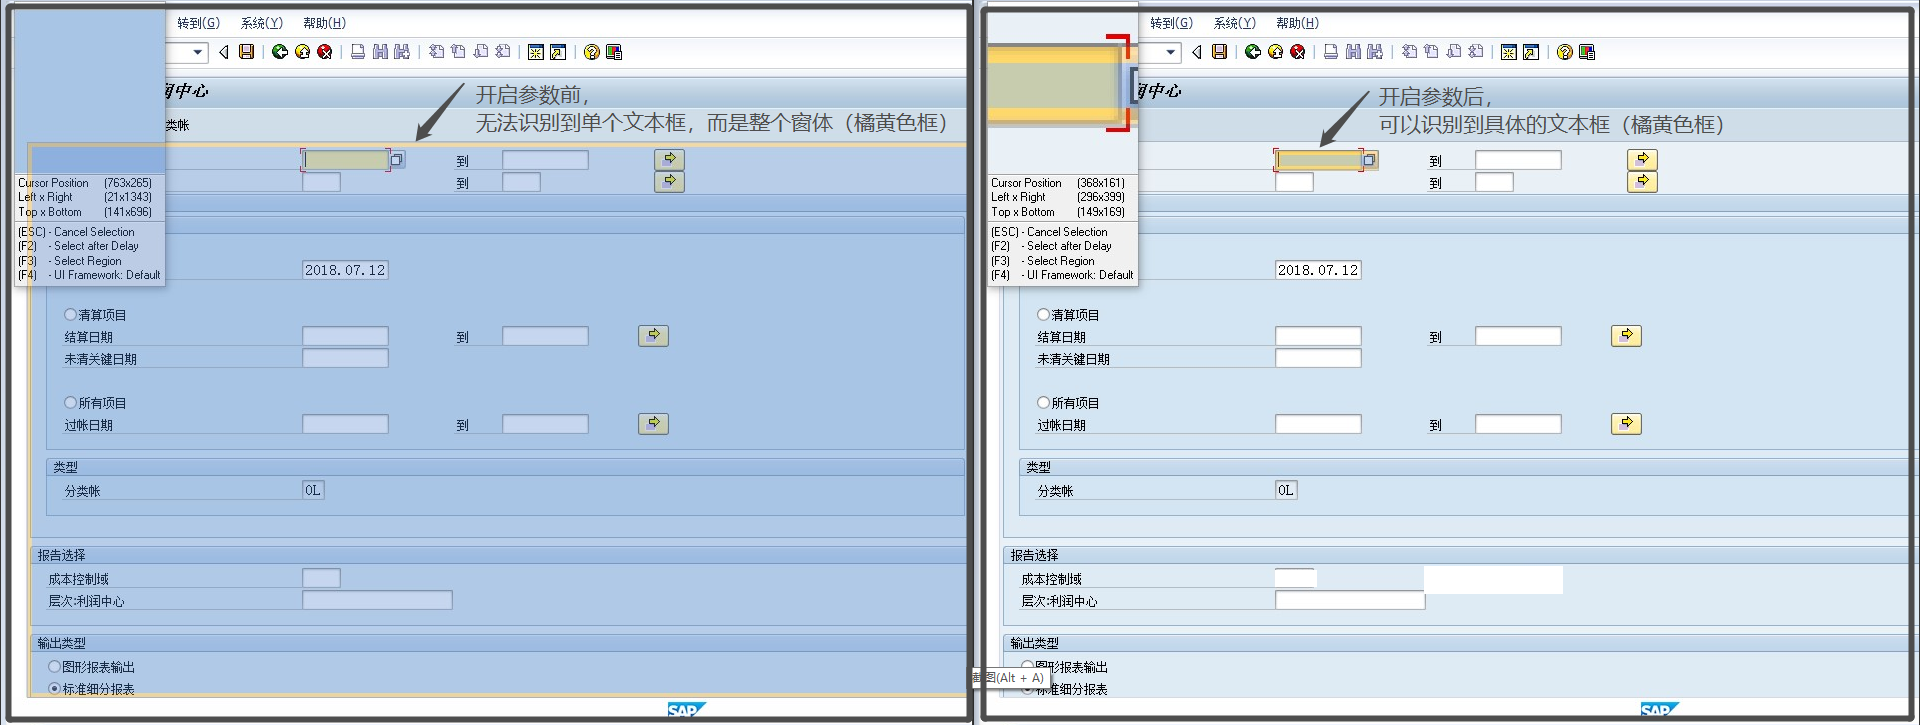 转到(G) 系统(Y) 帮助(H)
润中心
开启参数前,
无法识别到单个文本框，而是整个窗体（橘黄色框）
类帐
到
到
Cursor Position (763x265)
Left x Right (21x1343)
Top x Bottom (141x696)
(ESC) - Cancel Selection
(F2) - Select after Delay
(F3) - Select Region
(F4) - UI Framework: Default
2018.07.12
清算项目
结算日期 到
未清关键日期
所有项目
过帐日期 到
类型
分类帐 0L
报告选择
成本控制域
层次:利润中心
输出类型
图形报表输出
标准细分报表
SAP
转到(G) 系统(Y) 帮助(H)
润中心
开启参数后,
可以识别到具体的文本框（橘黄色框）
到
到
Cursor Position (368x161)
Left x Right (296x399)
Top x Bottom (149x169)
(ESC) - Cancel Selection
(F2) - Select after Delay
(F3) - Select Region
(F4) - UI Framework: Default
2018.07.12
清算项目
结算日期 到
未清关键日期
所有项目
过帐日期 到
类型
分类帐 0L
报告选择
成本控制域
层次:利润中心
输出类型
图形报表输出
截图(Alt + A)
标准细分报表
SAP